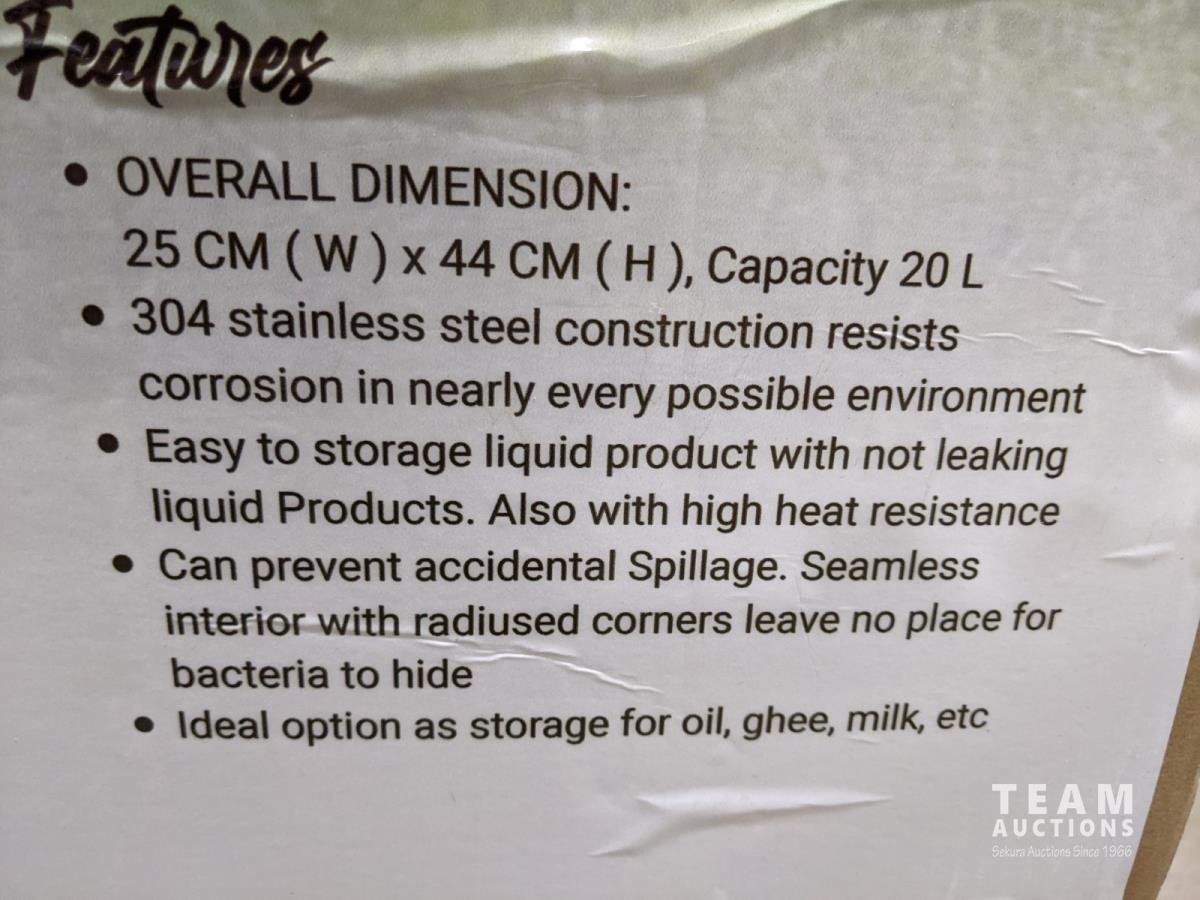 Features
• OVERALL DIMENSION:
25 CM ( W ) x 44 CM ( H ), Capacity 20 L
• 304 stainless steel construction resists
corrosion in nearly every possible environment
• Easy to storage liquid product with not leaking
liquid Products. Also with high heat resistance
• Can prevent accidental Spillage. Seamless
interior with radiused corners leave no place for
bacteria to hide
• Ideal option as storage for oil, ghee, milk, etc
TEAM
AUCTIONS
Sekura Auctions Since 1966